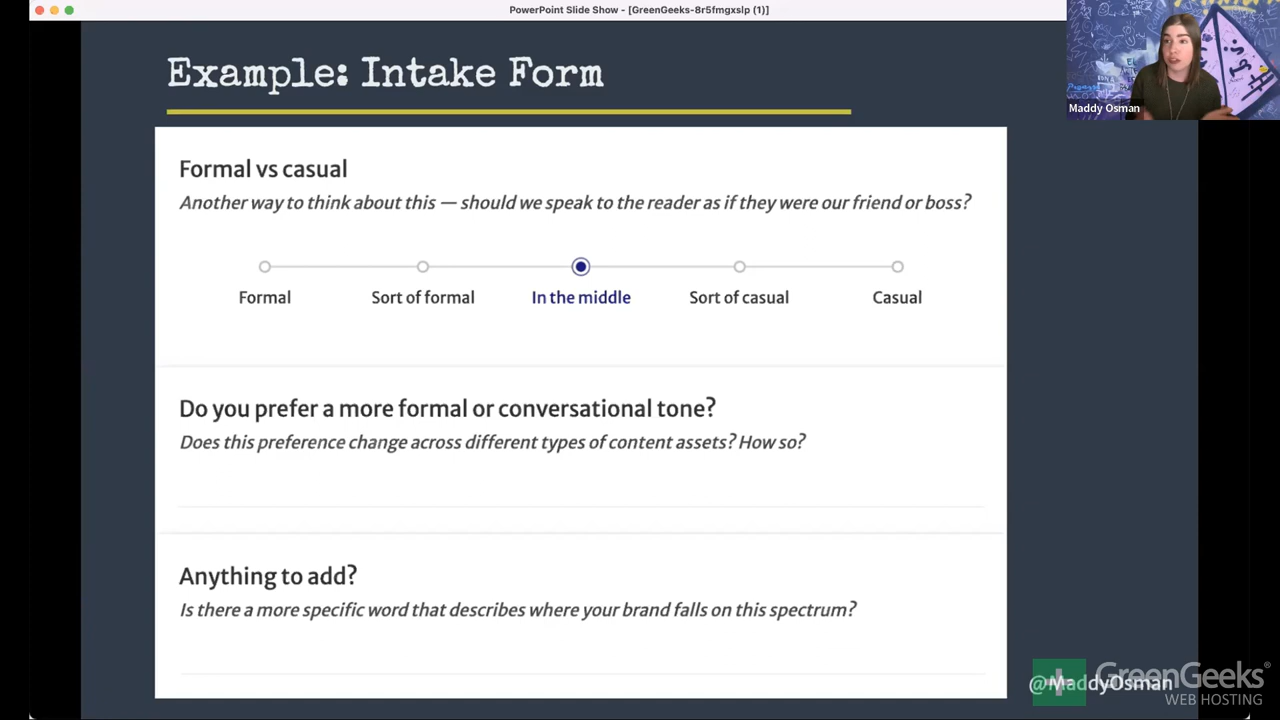 PowerPoint Slide Show - [GreenGeeks-8r5fmgxslp (1)]
Maddy Osman
Example: Intake Form
Formal vs casual
Another way to think about this — should we speak to the reader as if they were our friend or boss?
Formal Sort of formal In the middle Sort of casual Casual
Do you prefer a more formal or conversational tone?
Does this preference change across different types of content assets? How so?
Anything to add?
Is there a more specific word that describes where your brand falls on this spectrum?
@MaddyOsman
GreenGeeks®
WEB HOSTING